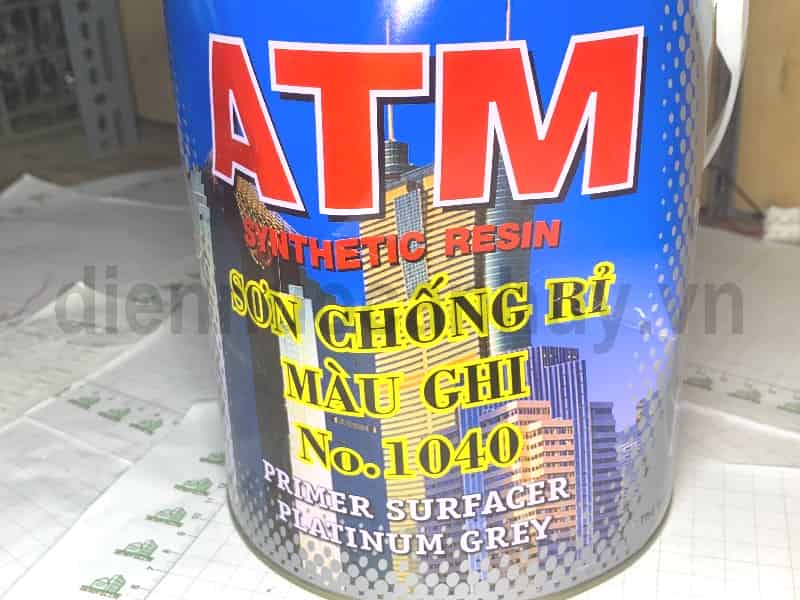 ATM
SYNTHETIC RESIN
SƠN CHỐNG RỈ
MÀU GHI
No.1040
PRIMER SURFACER
PLATINUM GREY